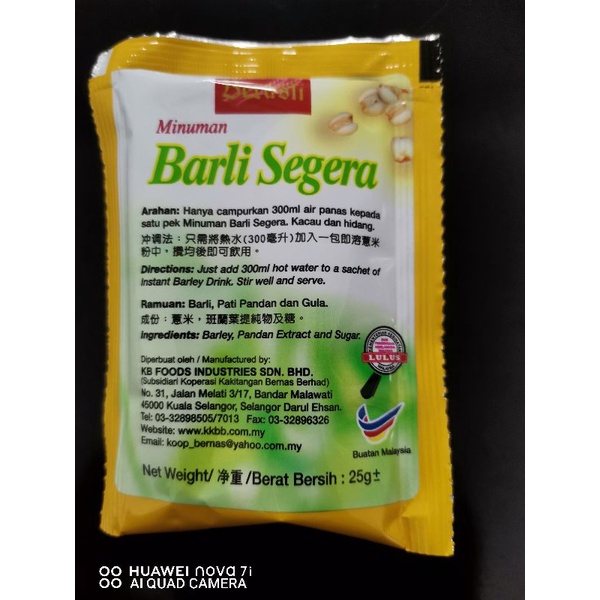 Minuman
Barli Segera
Arahan: Hanya campurkan 300ml air panas kepada
satu pek Minuman Barli Segera. Kacau dan hidang.
冲调法：只需將熱水(300毫升)加入一包即溶薏米
粉中，攪均後即可飲用。
Directions: Just add 300ml hot water to a sachet of
Instant Barley Drink. Stir well and serve.
Ramuan: Barli, Pati Pandan dan Gula.
成份：薏米，班蘭葉提純物及糖。
Ingredients: Barley, Pandan Extract and Sugar.
LULUS
Diperbuat oleh / Manufactured by:
KB FOODS INDUSTRIES SDN. BHD.
(Subsidiari Koperasi Kakitangan Bernas Berhad)
No. 31, Jalan Melati 3/17, Bandar Malawati
45000 Kuala Selangor, Selangor Darul Ehsan.
Tel: 03-32898505/7013 Fax: 03-32896326
Website: www.kkbb.com.my
Email: koop_bernas@yahoo.com.my
Buatan Malaysia
Net Weight/ 净重 /Berat Bersih : 25g±
HUAWEI nova 7i
AI QUAD CAMERA